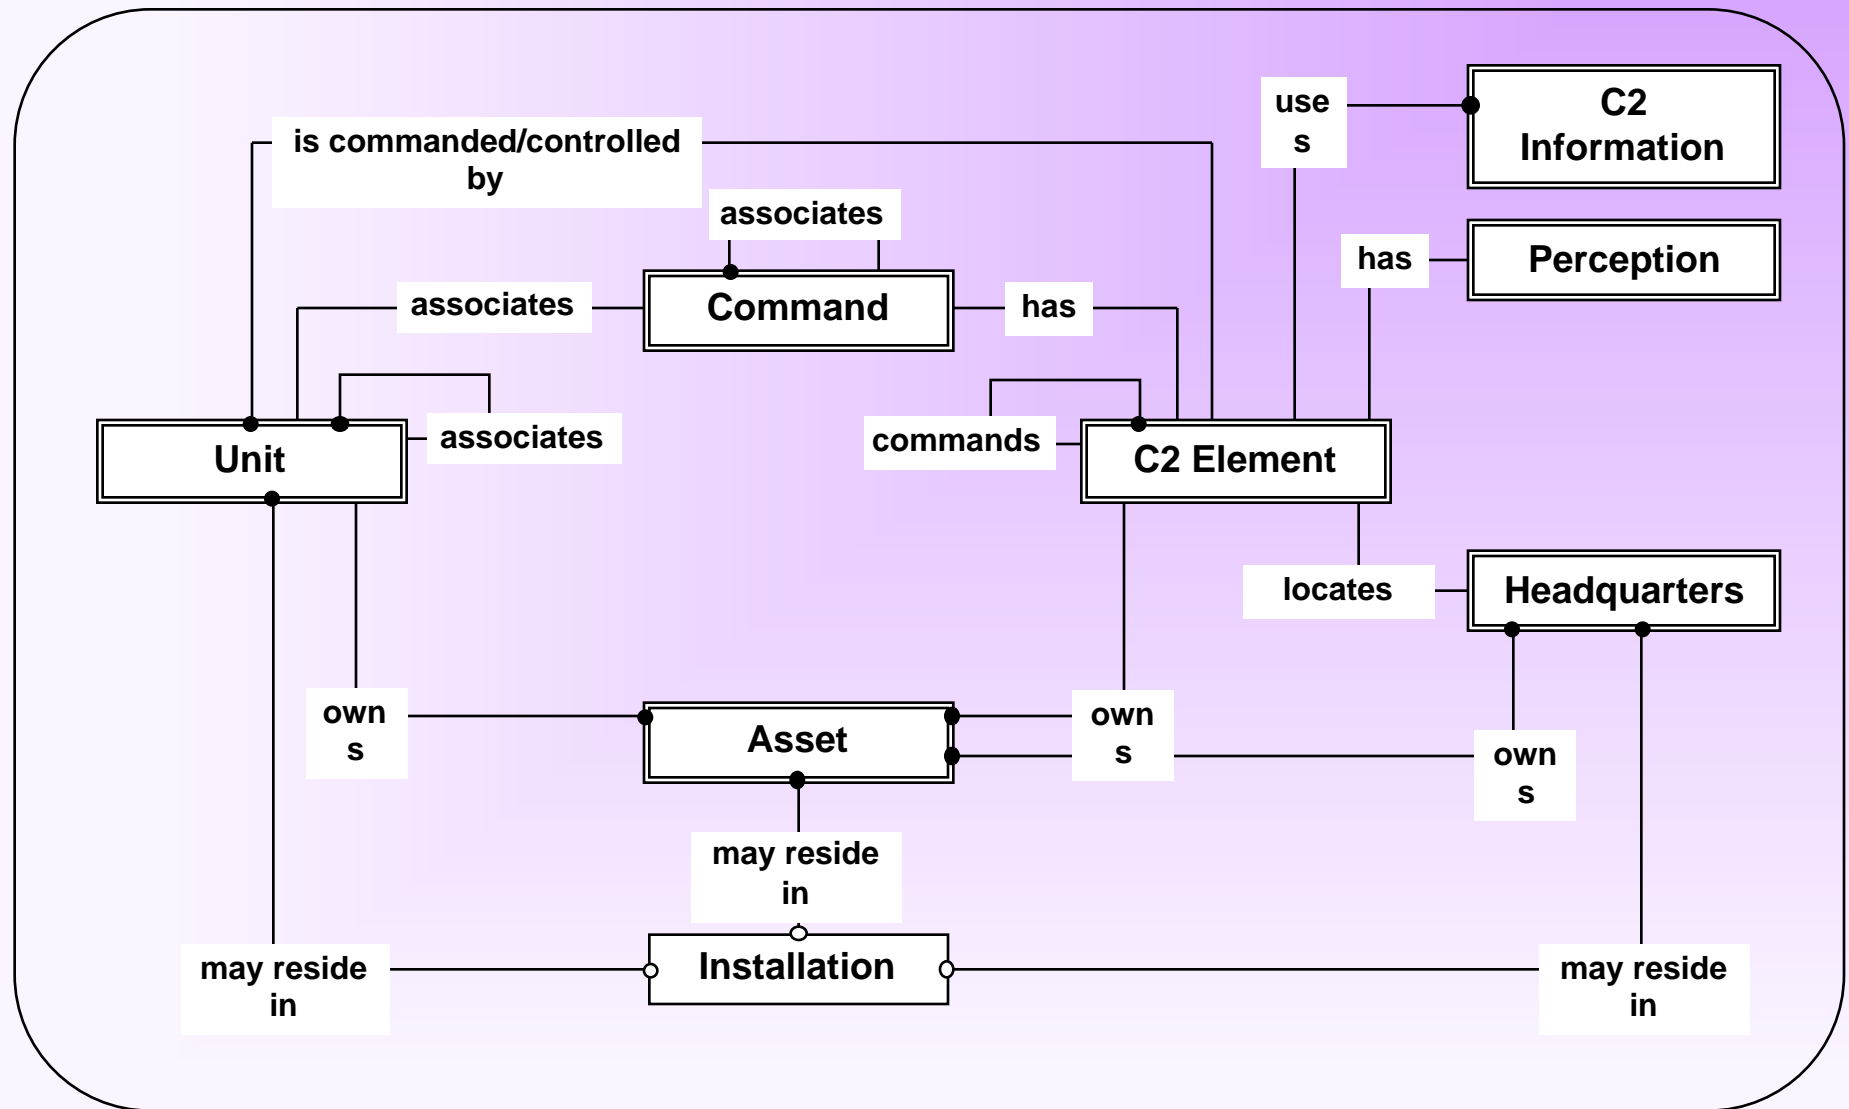 use
s
C2
Information
is commanded/controlled
by
associates
has
Perception
associates
Command
has
Unit
associates
commands
C2 Element
locates
Headquarters
own
s
Asset
own
s
own
s
may reside
in
may reside
in
Installation
may reside
in